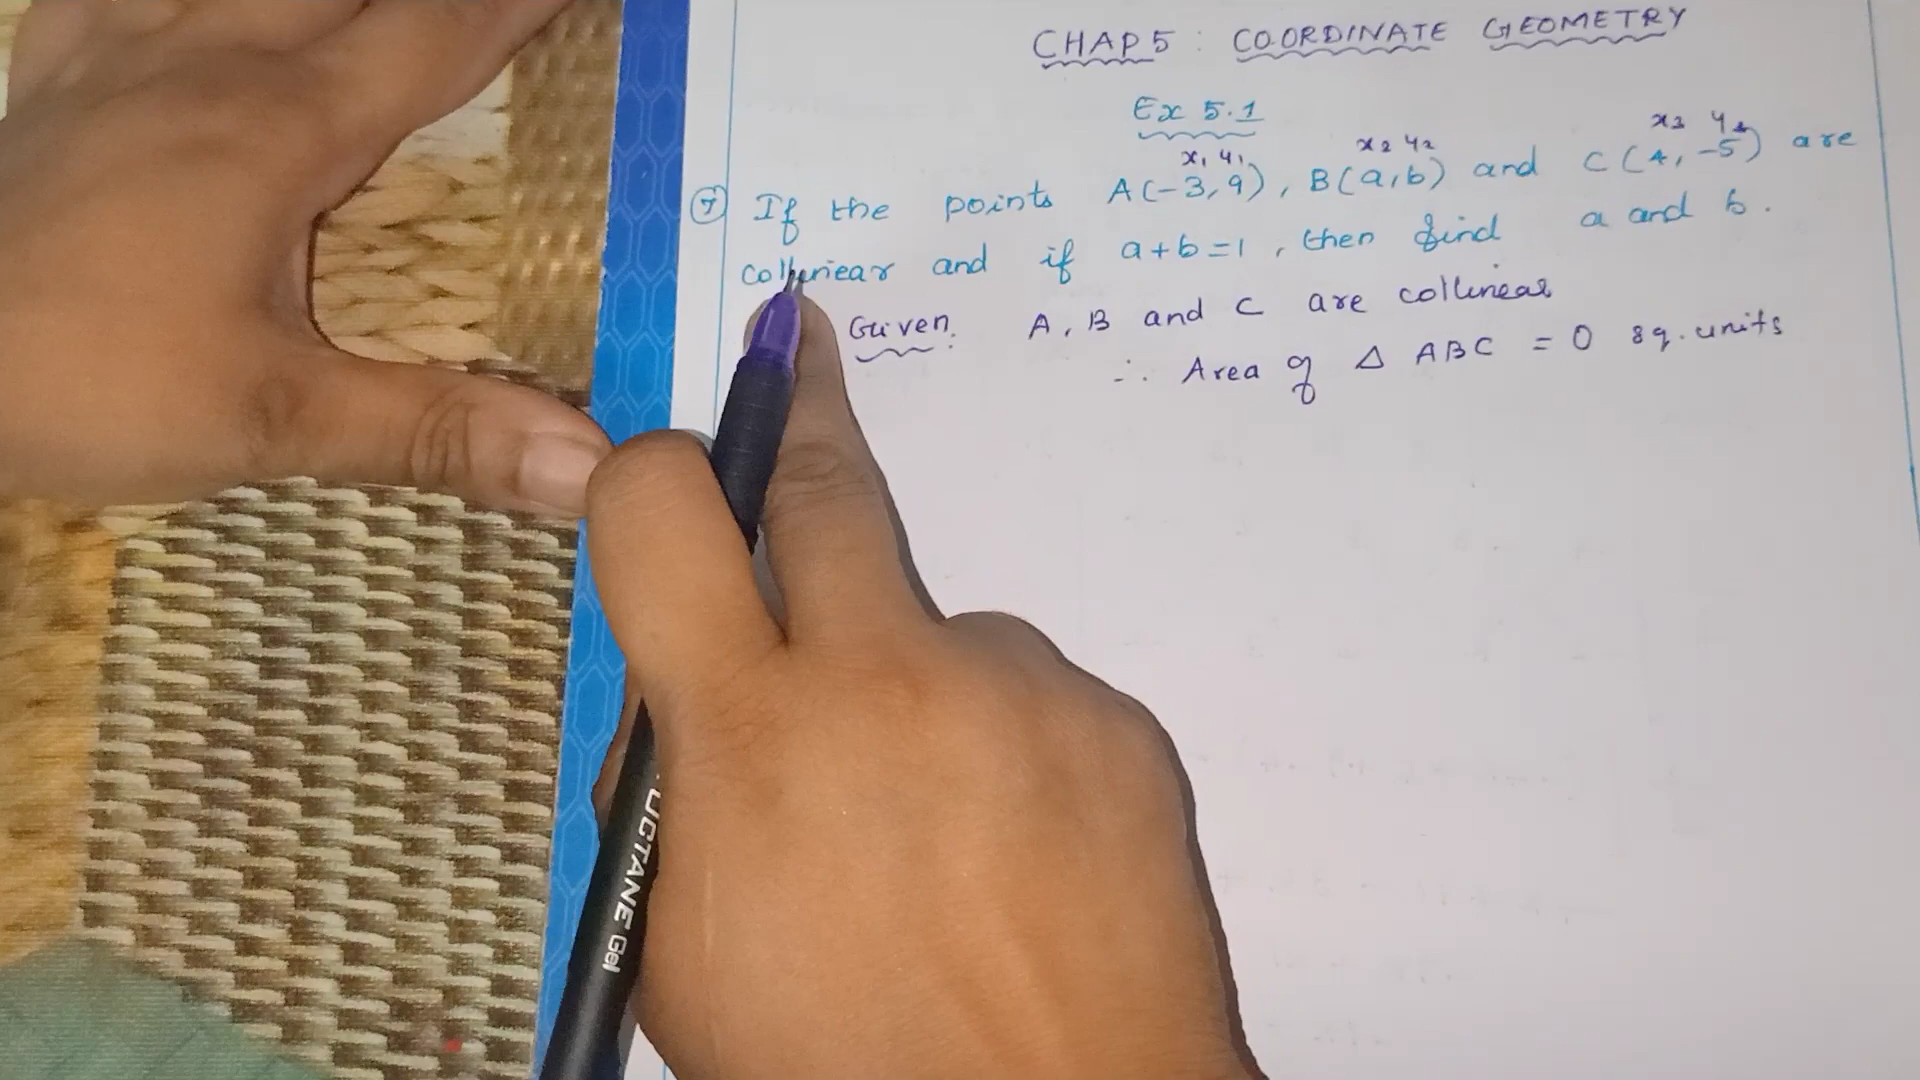 CHAP 5 : COORDINATE GEOMETRY
Ex 5.1
x1 y1 x2 y2 x3 y3
7 If the points A(-3,9), B(a,b) and C(4,-5) are
collinear and if a+b=1, then find a and b.
Given: A, B and C are collinear
∴ Area of Δ ABC = 0 sq. units
OCTANE Gel